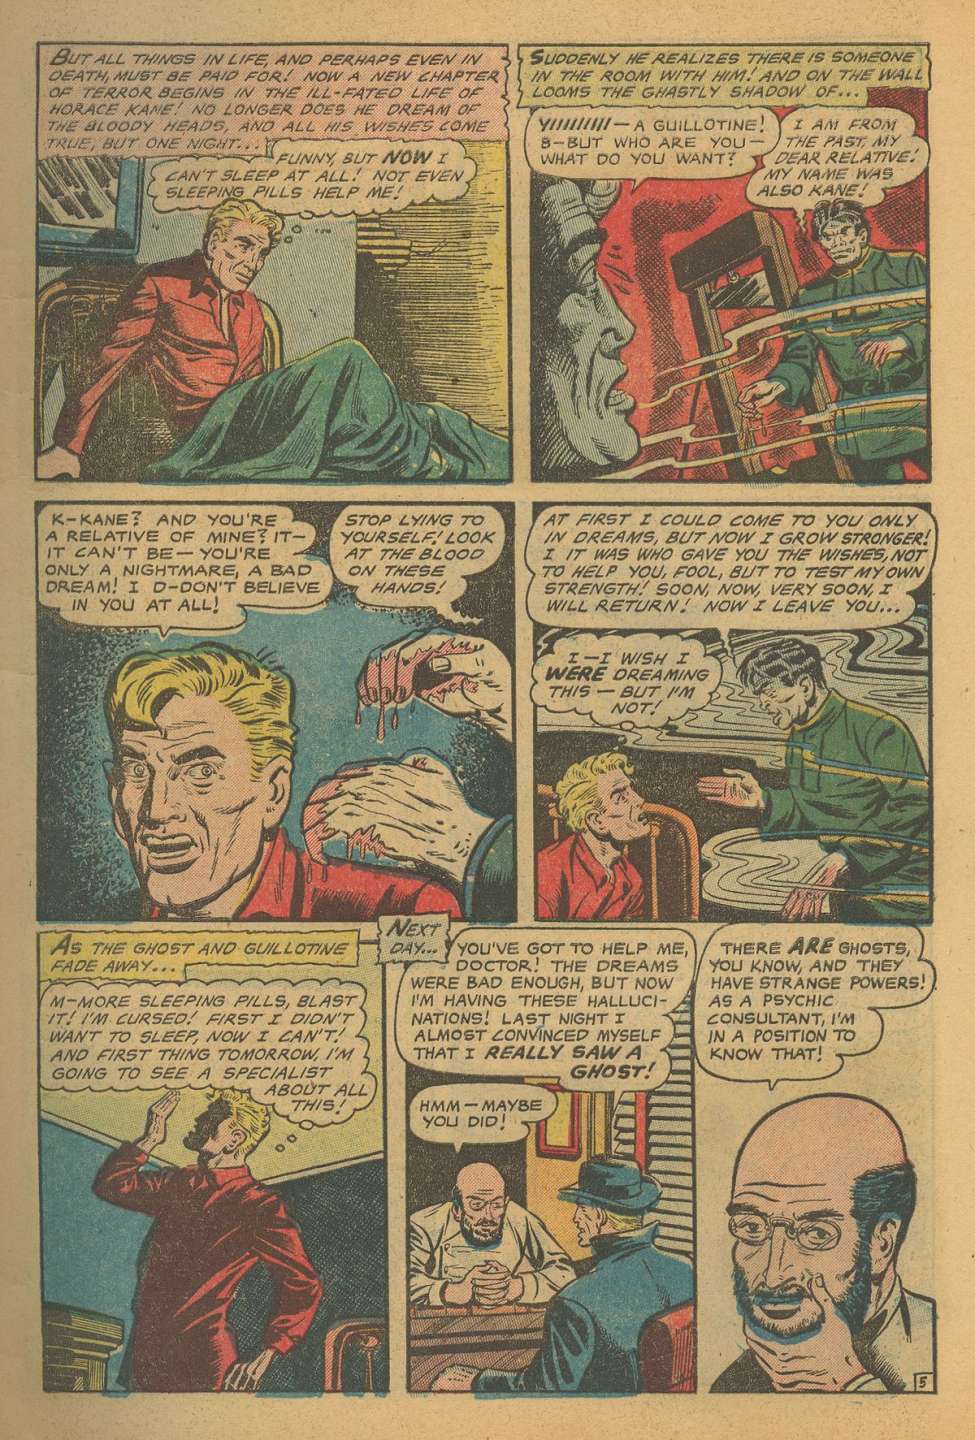 BUT ALL THINGS IN LIFE, AND PERHAPS EVEN IN
DEATH, MUST BE PAID FOR! NOW A NEW CHAPTER
OF TERROR BEGINS IN THE ILL-FATED LIFE OF
HORACE KANE! NO LONGER DOES HE DREAM OF
THE BLOODY HEADS, AND ALL HIS WISHES COME
TRUE, BUT ONE NIGHT...
FUNNY, BUT NOW I
CAN'T SLEEP AT ALL! NOT EVEN
SLEEPING PILLS HELP ME!
SUDDENLY HE REALIZES THERE IS SOMEONE
IN THE ROOM WITH HIM! AND ON THE WALL
LOOMS THE GHASTLY SHADOW OF...
YIIIIIIIII—A GUILLOTINE!
B-BUT WHO ARE YOU—
WHAT DO YOU WANT?
I AM FROM
THE PAST, MY
DEAR RELATIVE!
MY NAME WAS
ALSO KANE!
K-KANE? AND YOU'RE
A RELATIVE OF MINE? IT—
IT CAN'T BE—YOU'RE
ONLY A NIGHTMARE, A BAD
DREAM! I D-DON'T BELIEVE
IN YOU AT ALL!
STOP LYING TO
YOURSELF! LOOK
AT THE BLOOD
ON THESE
HANDS!
AT FIRST I COULD COME TO YOU ONLY
IN DREAMS, BUT NOW I GROW STRONGER!
I IT WAS WHO GAVE YOU THE WISHES, NOT
TO HELP YOU, FOOL, BUT TO TEST MY OWN
STRENGTH! SOON, NOW, VERY SOON, I
WILL RETURN! NOW I LEAVE YOU...
I—I WISH I
WERE DREAMING
THIS—BUT I'M
NOT!
AS THE GHOST AND GUILLOTINE
FADE AWAY...
M-MORE SLEEPING PILLS, BLAST
IT! I'M CURSED! FIRST I DIDN'T
WANT TO SLEEP, NOW I CAN'T!
AND FIRST THING TOMORROW, I'M
GOING TO SEE A SPECIALIST
ABOUT ALL
THIS!
NEXT
DAY...
YOU'VE GOT TO HELP ME,
DOCTOR! THE DREAMS
WERE BAD ENOUGH, BUT NOW
I'M HAVING THESE HALLUCI-
NATIONS! LAST NIGHT I
ALMOST CONVINCED MYSELF
THAT I REALLY SAW A
GHOST!
HMM—MAYBE
YOU DID!
THERE ARE GHOSTS,
YOU KNOW, AND THEY
HAVE STRANGE POWERS!
AS A PSYCHIC
CONSULTANT, I'M
IN A POSITION TO
KNOW THAT!
5